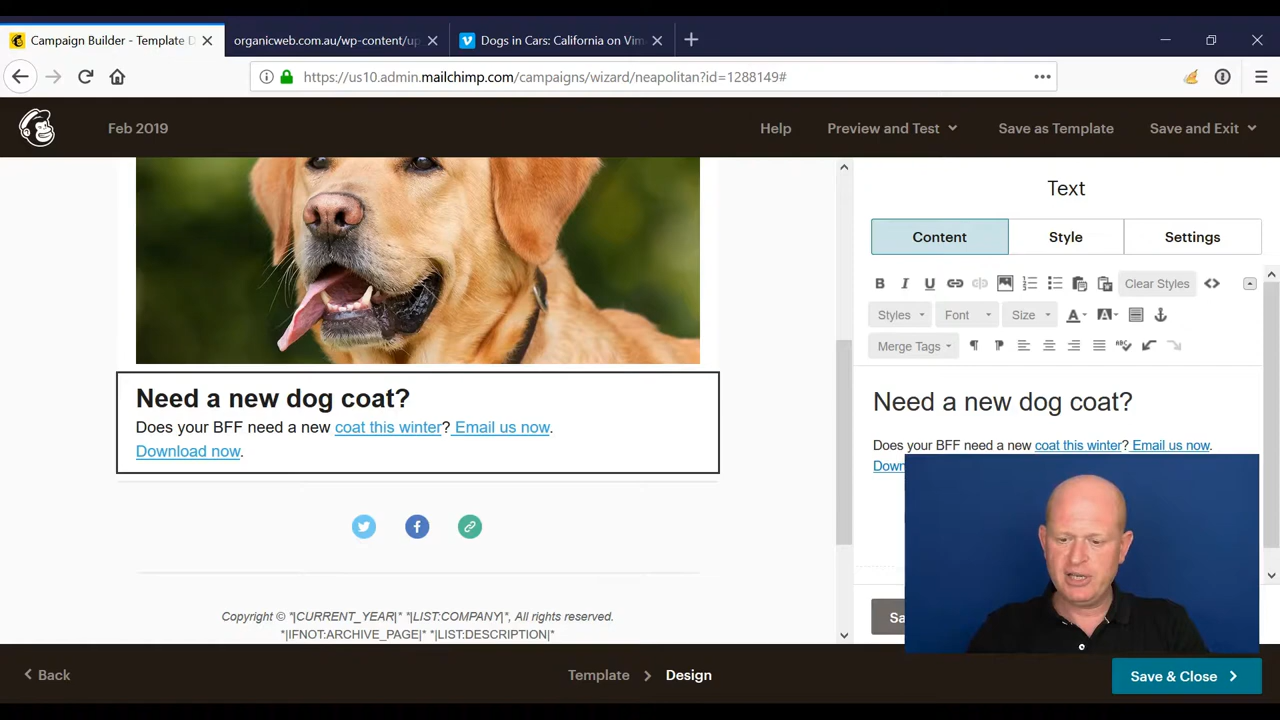 Campaign Builder - Template D
organicweb.com.au/wp-content/up
Dogs in Cars: California on Vim
https://us10.admin.mailchimp.com/campaigns/wizard/neapolitan?id=1288149#
Feb 2019
Help
Preview and Test
Save as Template
Save and Exit
Need a new dog coat?
Does your BFF need a new coat this winter? Email us now.
Download now.
Copyright © *|CURRENT_YEAR|* *|LIST:COMPANY|*, All rights reserved.
*|IFNOT:ARCHIVE_PAGE|* *|LIST:DESCRIPTION|*
Text
Content
Style
Settings
B I U
Clear Styles
Styles
Font
Size
A
A
Merge Tags
ABC
Need a new dog coat?
Does your BFF need a new coat this winter? Email us now.
Down
Sa
Back
Template
Design
Save & Close